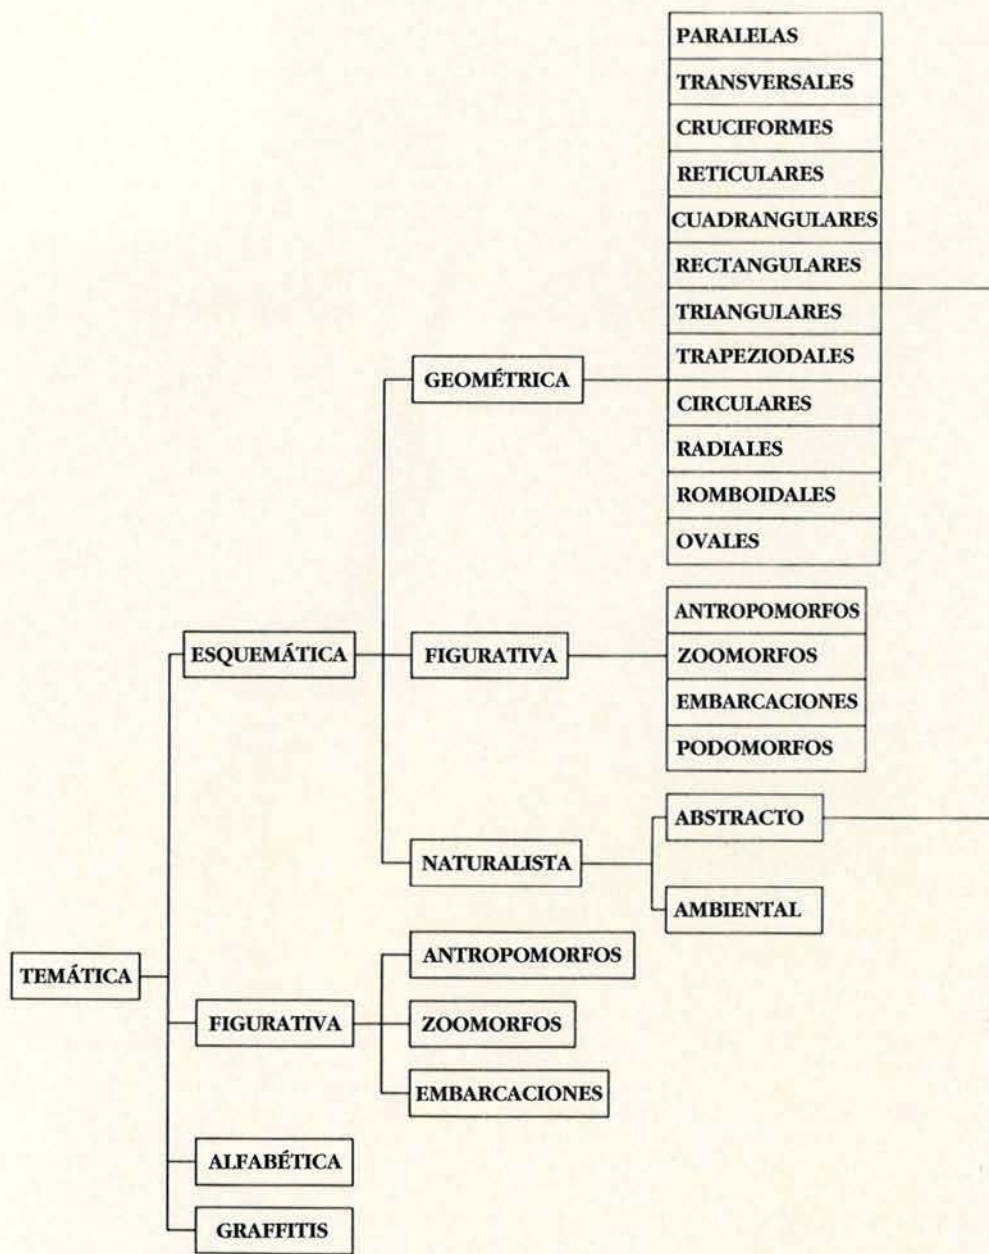 PARALELAS
TRANSVERSALES
CRUCIFORMES
RETICULARES
CUADRANGULARES
RECTANGULARES
TRIANGULARES
TRAPEZIODALES
CIRCULARES
RADIALES
ROMBOIDALES
OVALES
GEOMÉTRICA
ANTROPOMORFOS
ZOOMORFOS
EMBARCACIONES
PODOMORFOS
ESQUEMÁTICA
FIGURATIVA
ABSTRACTO
NATURALISTA
AMBIENTAL
TEMÁTICA
ANTROPOMORFOS
FIGURATIVA
ZOOMORFOS
EMBARCACIONES
ALFABÉTICA
GRAFFITIS